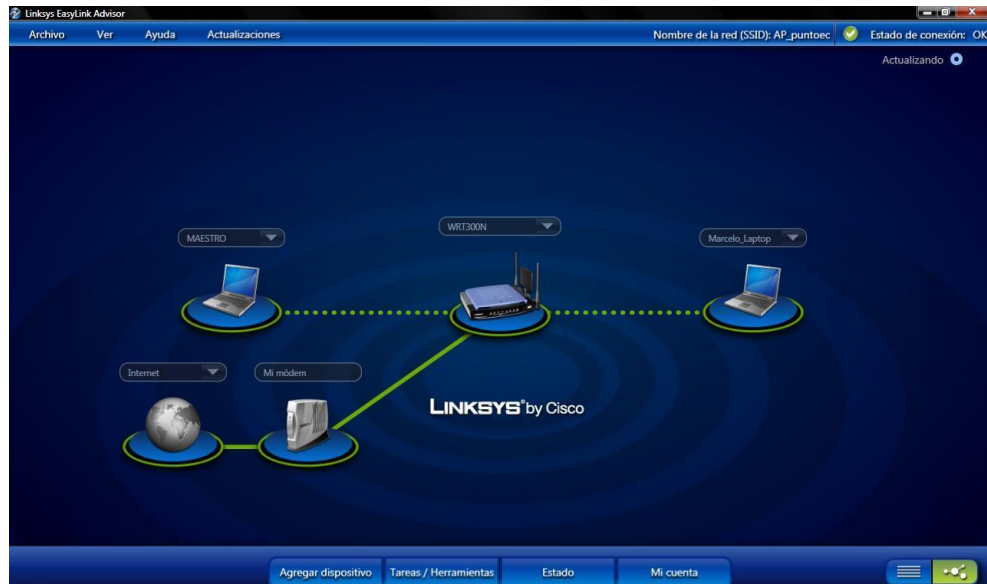 Linksys EasyLink Advisor
Archivo Ver Ayuda Actualizaciones Nombre de la red (SSID): AP_puntoec Estado de conexión: OK
Actualizando
WRT300N
MAESTRO
Marcelo_Laptop
Internet
Mi módem
LINKSYS® by Cisco
Agregar dispositivo Tareas / Herramientas Estado Mi cuenta